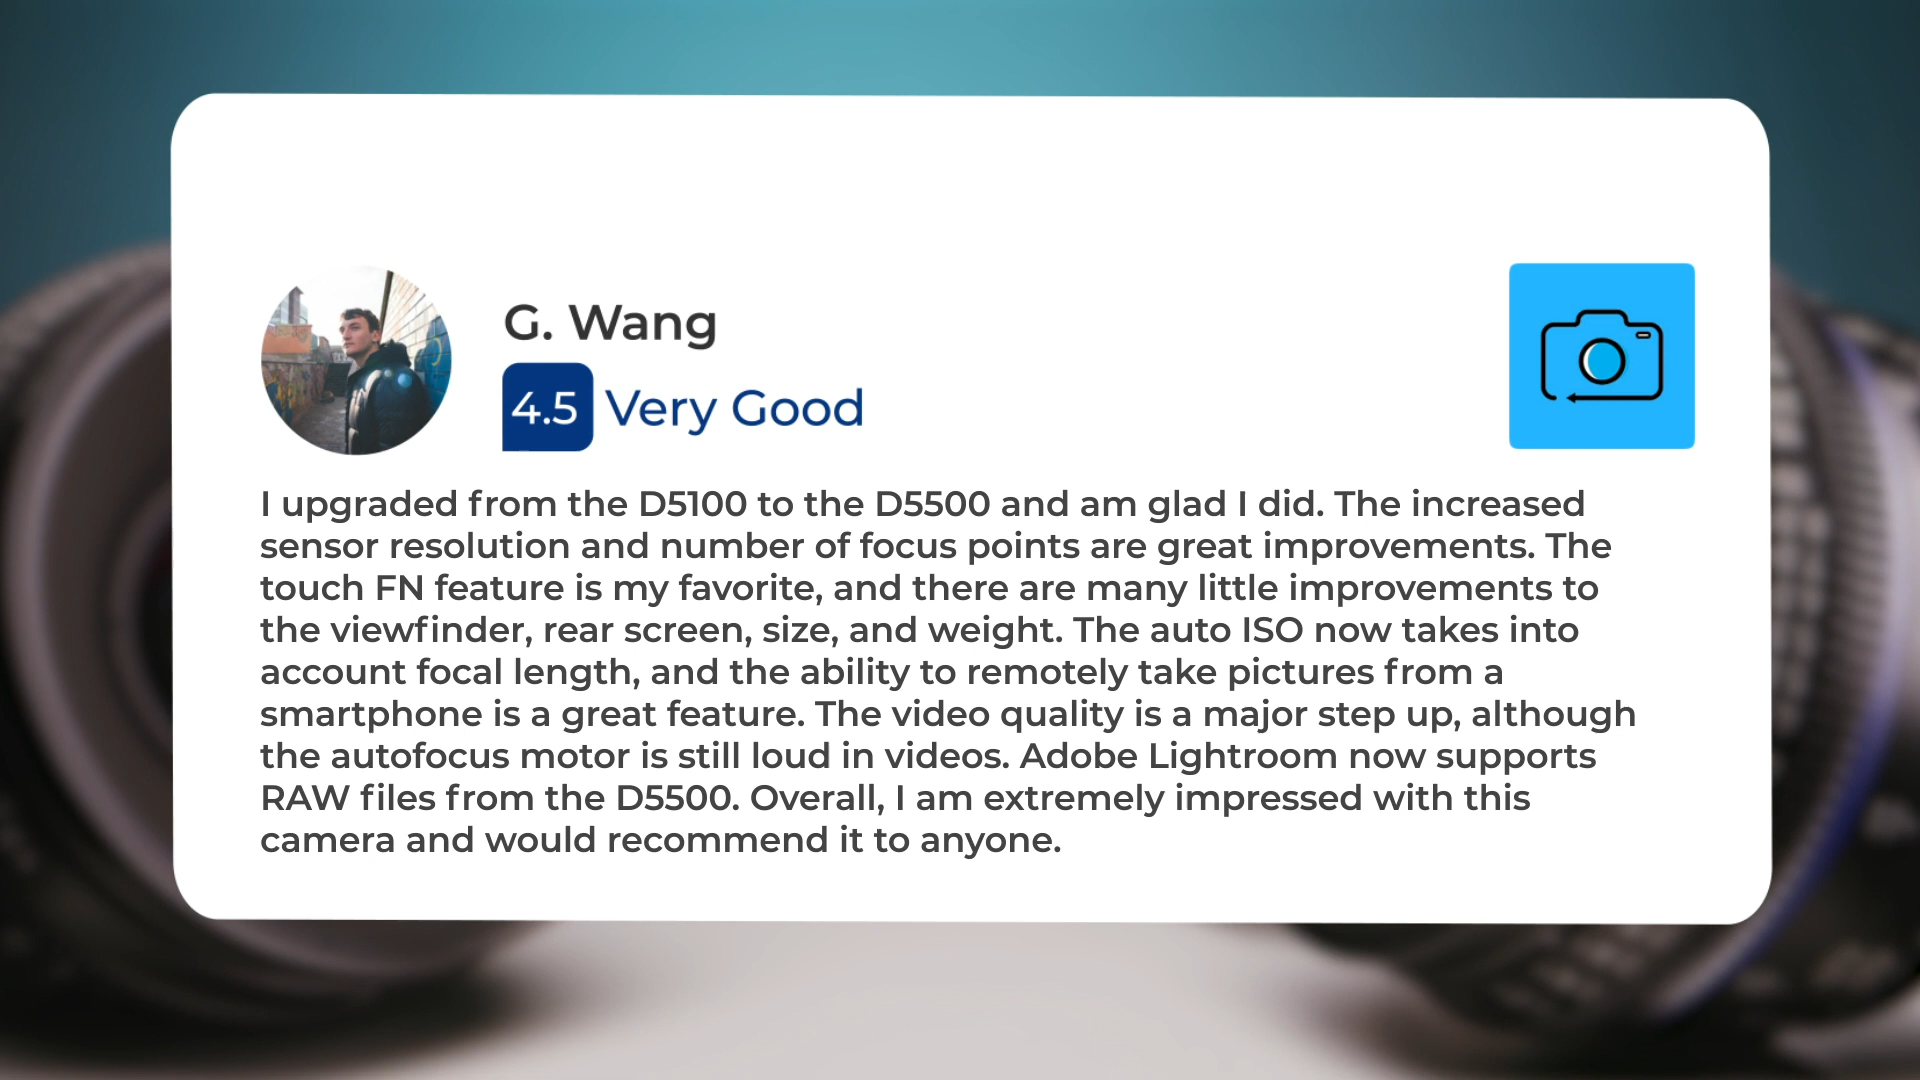 G. Wang
4.5 Very Good
I upgraded from the D5100 to the D5500 and am glad I did. The increased
sensor resolution and number of focus points are great improvements. The
touch FN feature is my favorite, and there are many little improvements to
the viewfinder, rear screen, size, and weight. The auto ISO now takes into
account focal length, and the ability to remotely take pictures from a
smartphone is a great feature. The video quality is a major step up, although
the autofocus motor is still loud in videos. Adobe Lightroom now supports
RAW files from the D5500. Overall, I am extremely impressed with this
camera and would recommend it to anyone.